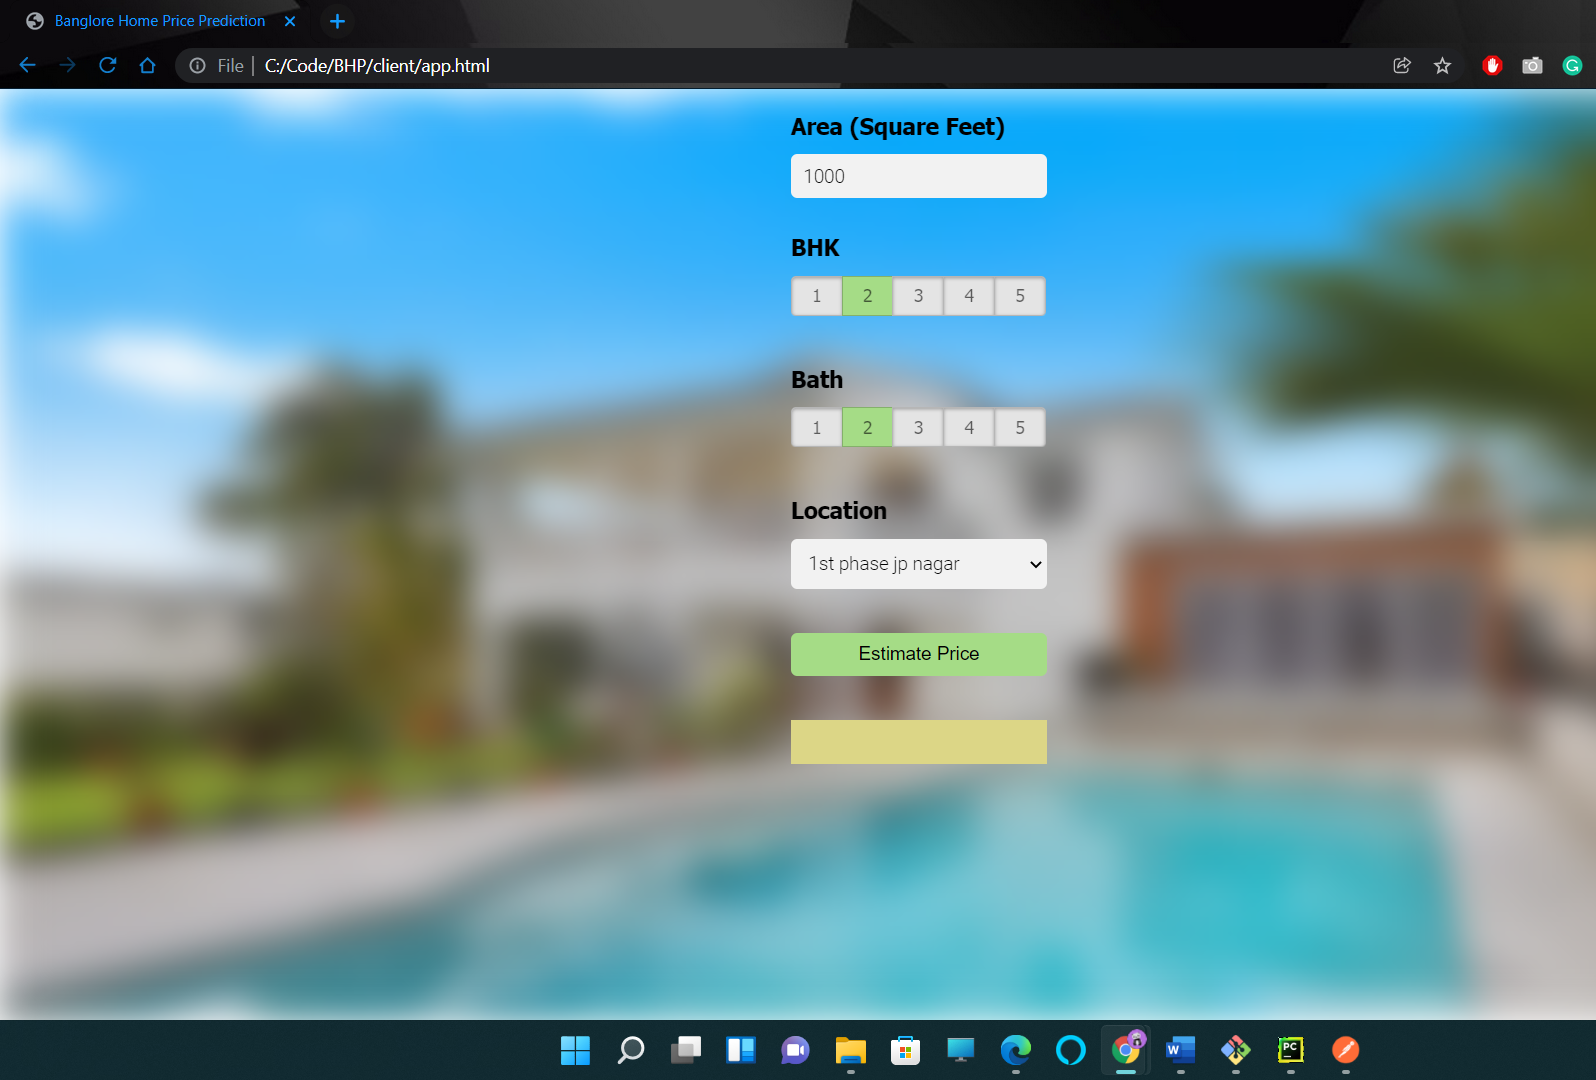 Banglore Home Price Prediction
File | C:/Code/BHP/client/app.html
Area (Square Feet)
1000
BHK
1 2 3 4 5
Bath
1 2 3 4 5
Location
1st phase jp nagar
Estimate Price
W
PC